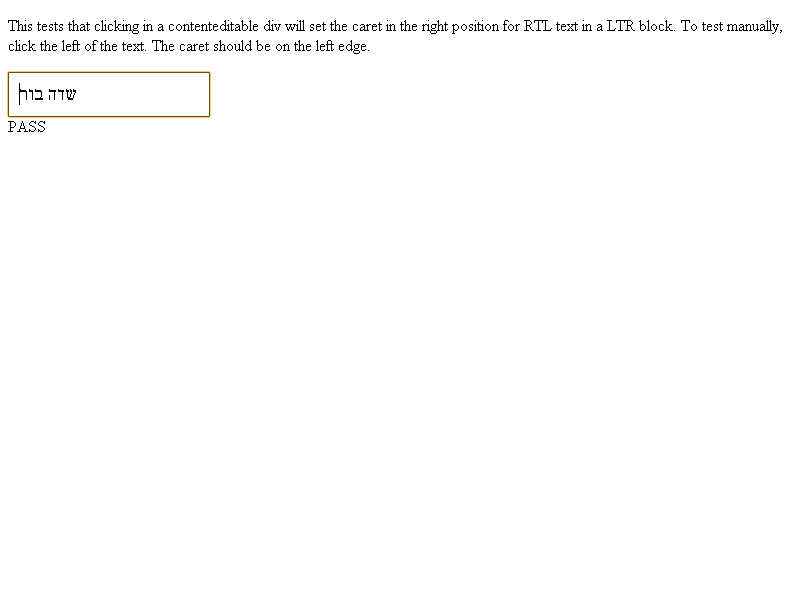 This tests that clicking in a contenteditable div will set the caret in the right position for RTL text in a LTR block. To test manually,
click the left of the text. The caret should be on the left edge.
שדה בור
PASS